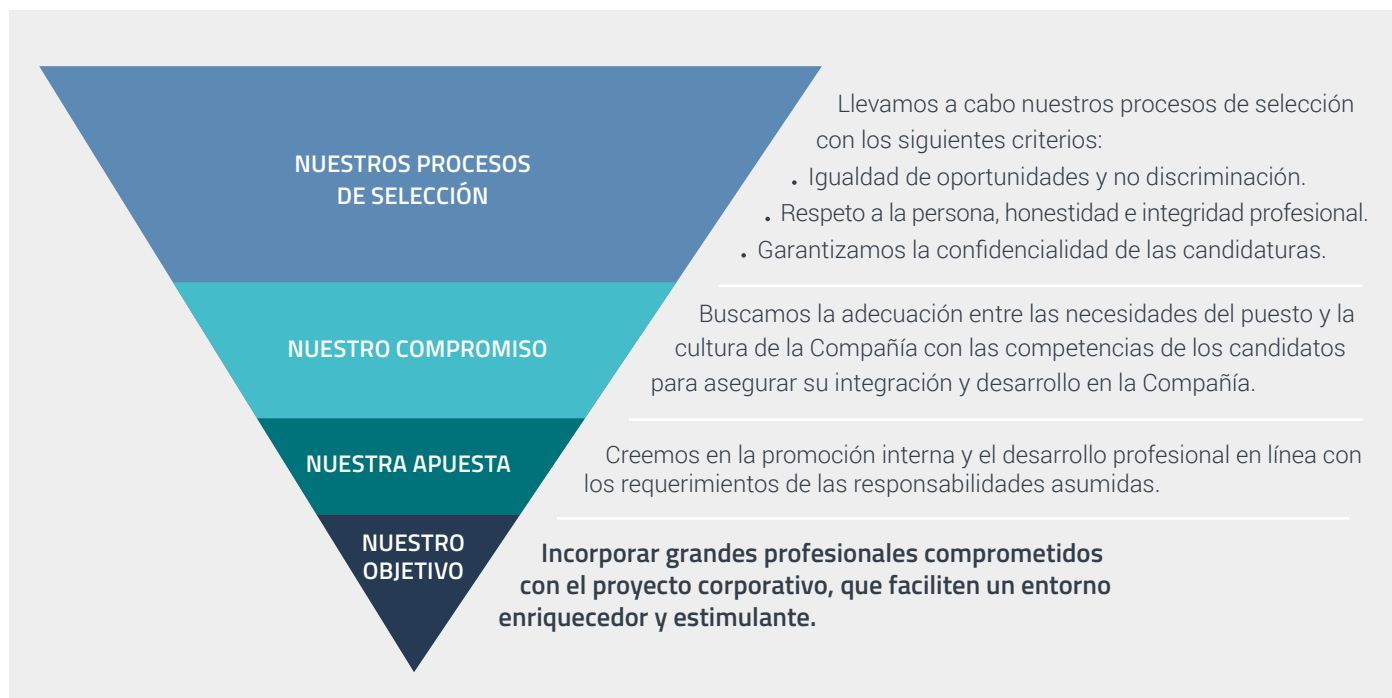 NUESTROS PROCESOS
DE SELECCIÓN
Llevamos a cabo nuestros procesos de selección
con los siguientes criterios:
• Igualdad de oportunidades y no discriminación.
• Respeto a la persona, honestidad e integridad profesional.
• Garantizamos la confidencialidad de las candidaturas.
NUESTRO COMPROMISO
Buscamos la adecuación entre las necesidades del puesto y la
cultura de la Compañía con las competencias de los candidatos
para asegurar su integración y desarrollo en la Compañía.
NUESTRA APUESTA
Creemos en la promoción interna y el desarrollo profesional en línea con
los requerimientos de las responsabilidades asumidas.
NUESTRO
OBJETIVO
Incorporar grandes profesionales comprometidos
con el proyecto corporativo, que faciliten un entorno
enriquecedor y estimulante.